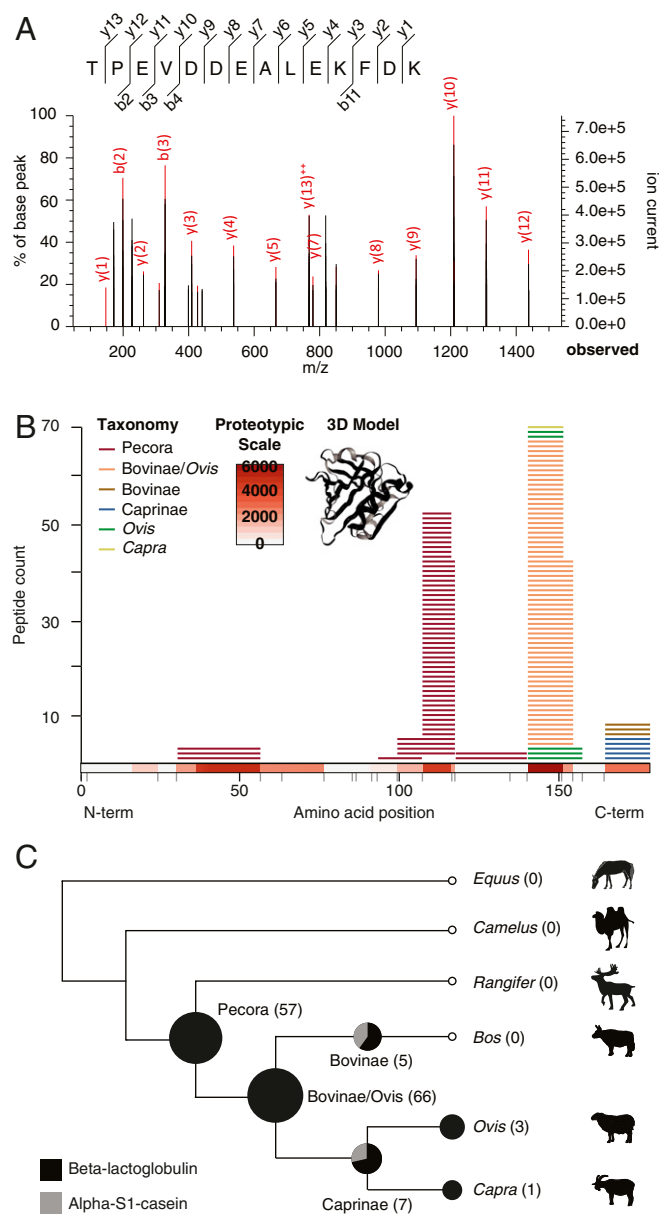 A
y13 y12 y11 y10 y9 y8 y7 y6 y5 y4 y3 y2 y1
T P E V D D E A L E K F D K
b2 b3 b4 b11
100
80
60
40
20
0
% of base peak
y(1) b(2) y(2) b(3) y(3) y(4) y(5) y(13)++ y(7) y(8) y(9) y(10) y(11) y(12)
7.0e+5
6.0e+5
5.0e+5
4.0e+5
3.0e+5
2.0e+5
1.0e+5
0.0e+0
ion current
200 400 600 800 1000 1200 1400
m/z
observed
B
70
50
30
10
0
Peptide count
Taxonomy
Pecora
Bovinae/Ovis
Bovinae
Caprinae
Ovis
Capra
Proteotypic
Scale
6000
4000
2000
0
3D Model
50 100 150
N-term Amino acid position C-term
C
Equus (0)
Camelus (0)
Rangifer (0)
Pecora (57)
Bos (0)
Bovinae (5)
Bovinae/Ovis (66)
Ovis (3)
Caprinae (7)
Capra (1)
Beta-lactoglobulin
Alpha-S1-casein